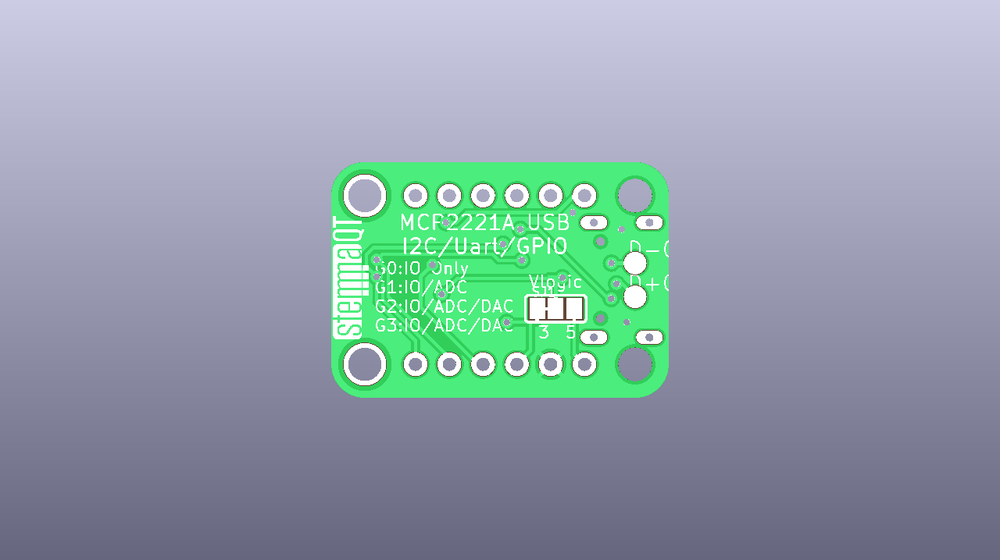 MCP2221A USB
I2C/Uart/GPIO
G0:IO Only
G1:IO/ADC
G2:IO/ADC/DAC
G3:IO/ADC/DAC
stemmaQT
Vlogic
3 5
D-
D+